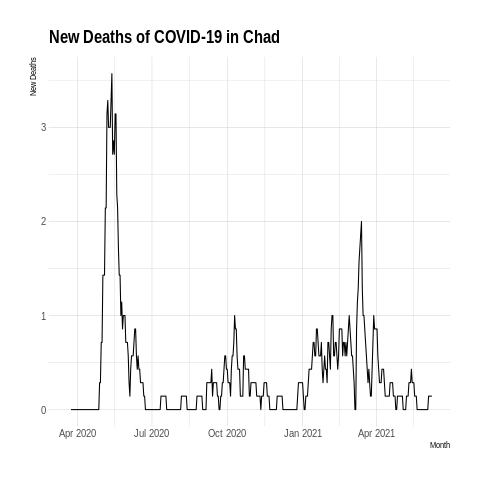 New Deaths of COVID-19 in Chad
New Deaths
3
2
1
0
Apr 2020 Jul 2020 Oct 2020 Jan 2021 Apr 2021
Month